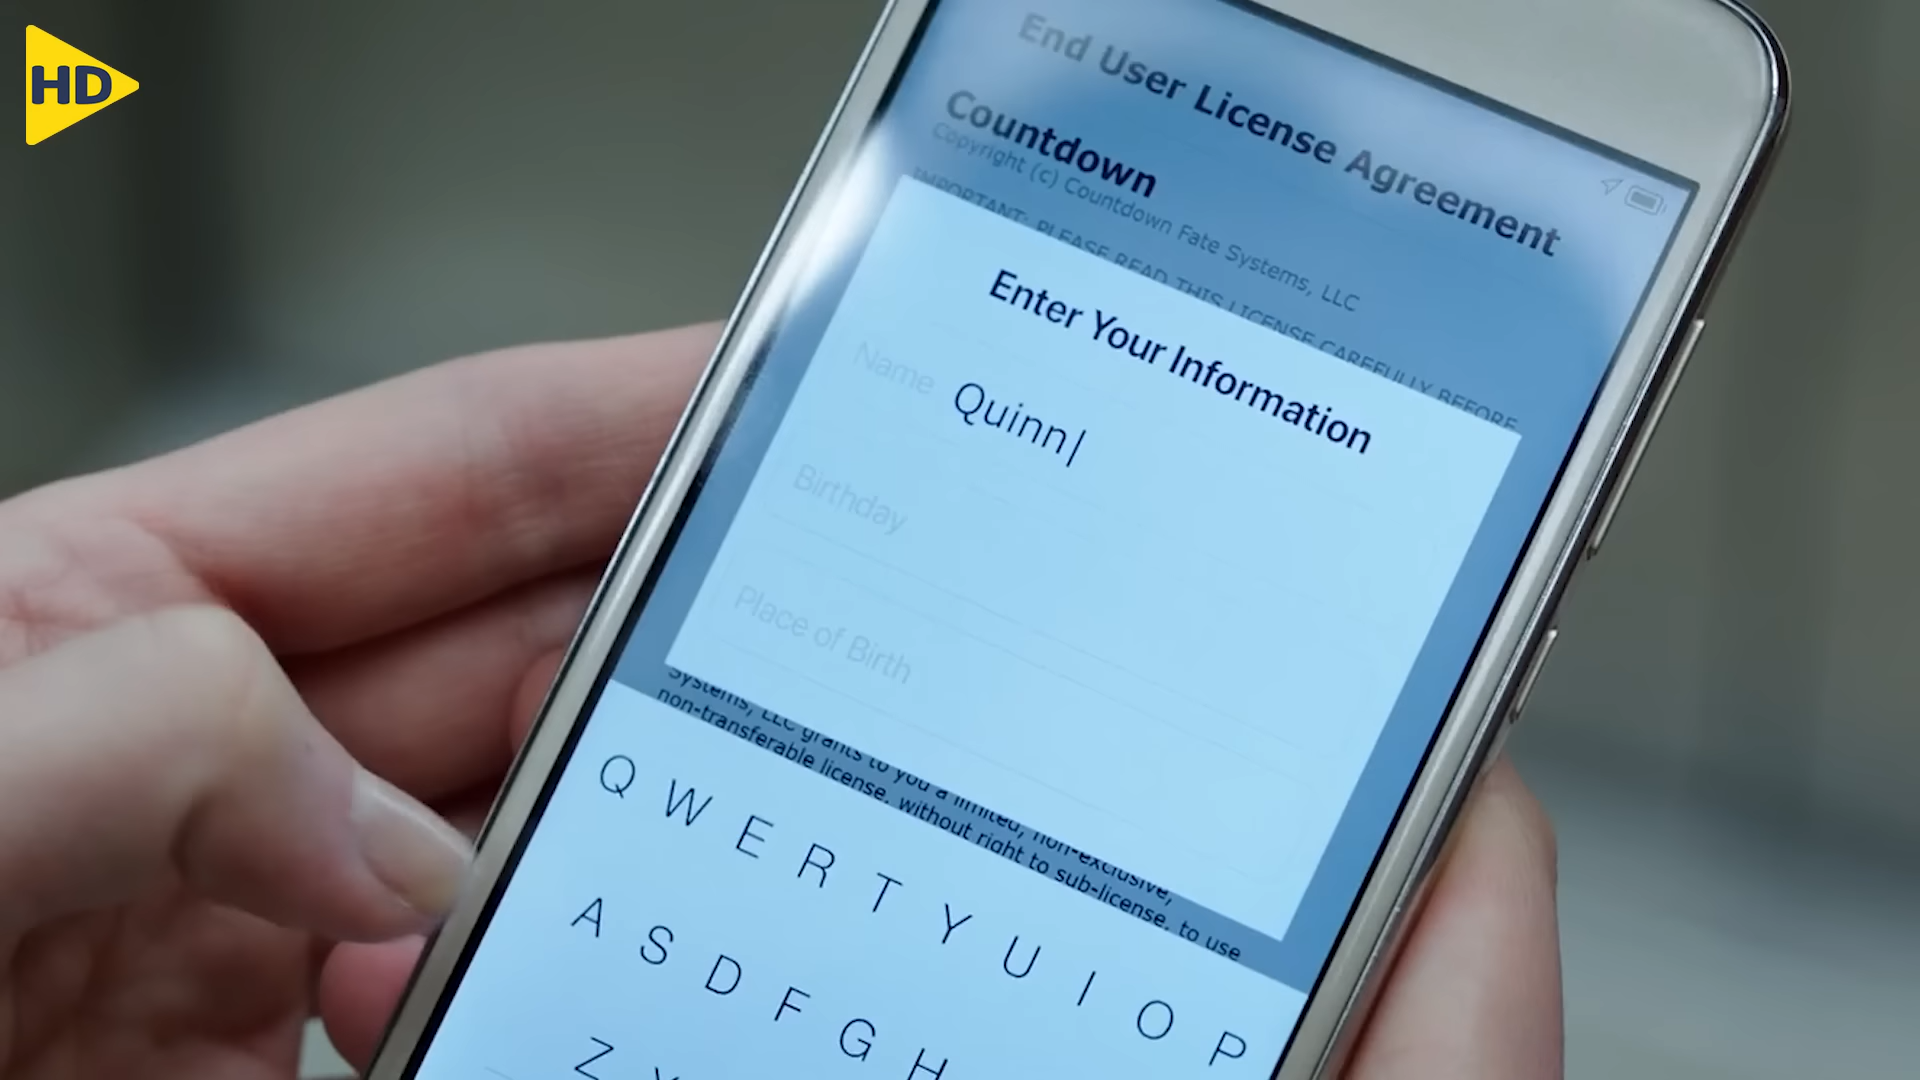 HD
End User License Agreement
Countdown
Copyright (c) Countdown Fate Systems, LLC
IMPORTANT: PLEASE READ THIS LICENSE CAREFULLY BEFORE
Enter Your Information
Name Quinn
Birthday
Place of Birth
Systems, LLC grants to you a limited, non-exclusive,
non-transferable license, without right to sub-license, to use
Q W E R T Y U I O P
A S D F G H
Z